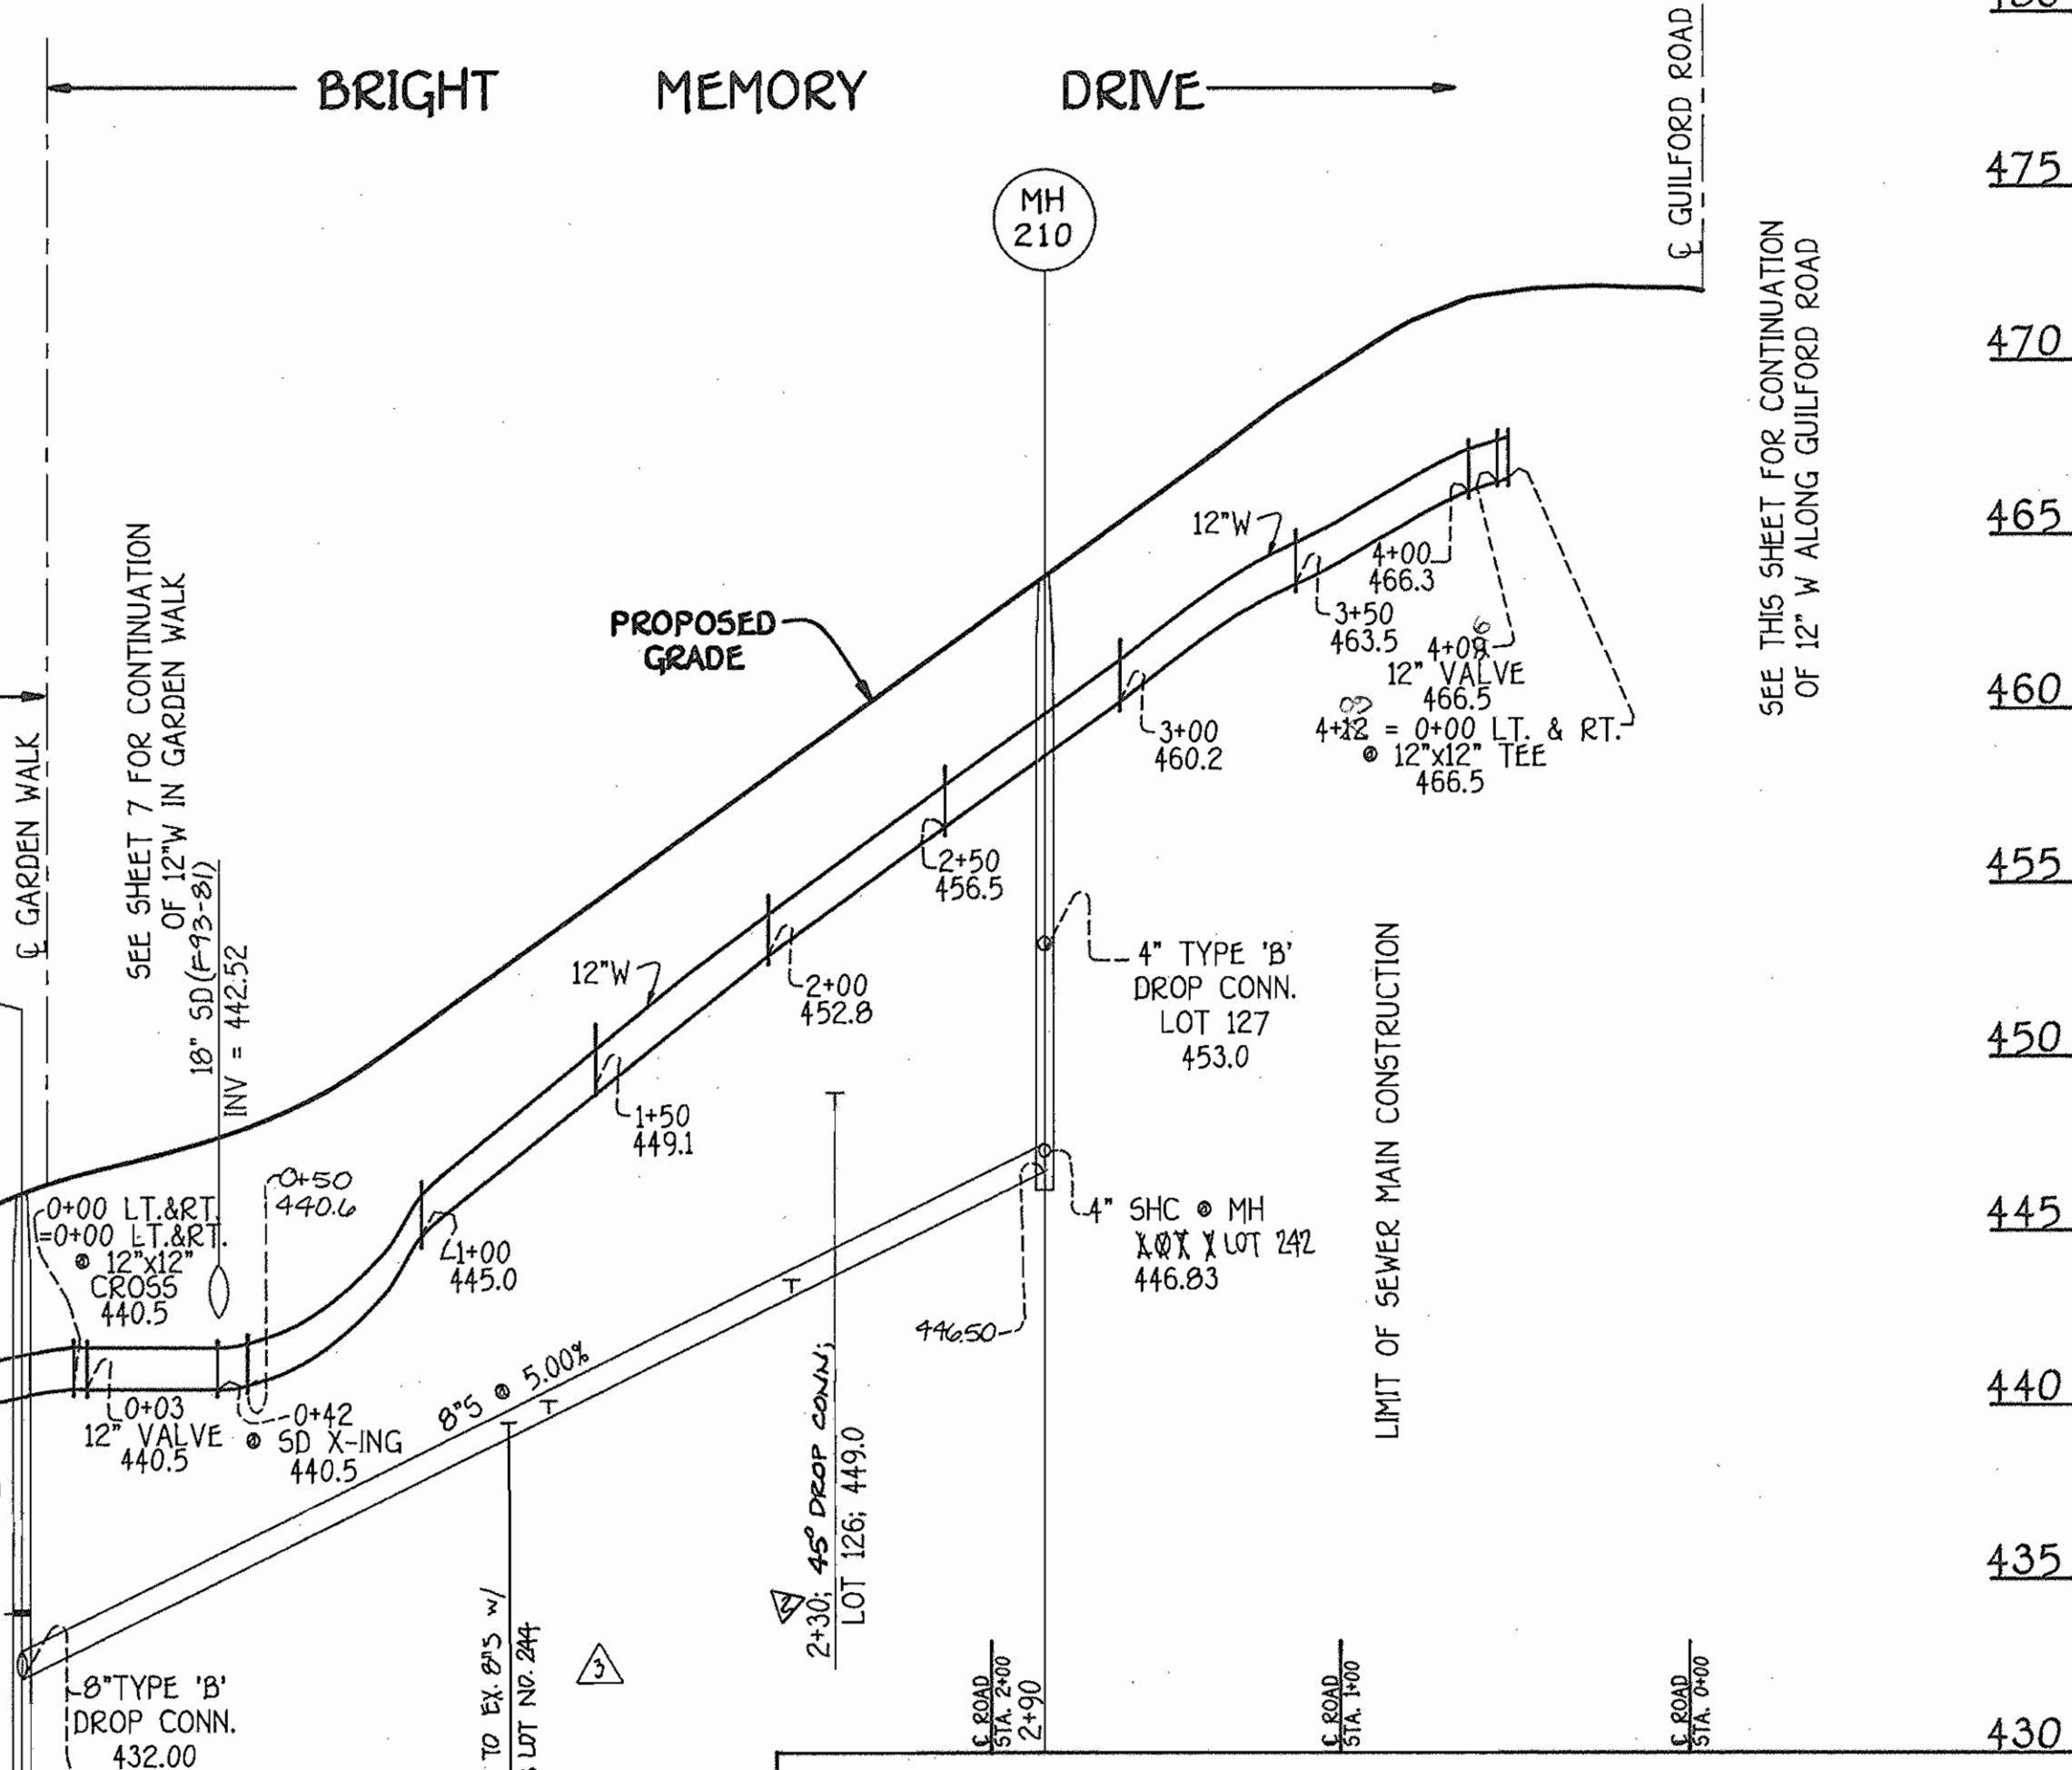 BRIGHT MEMORY DRIVE
℄ GUILFORD ROAD
475
MH
210
SEE THIS SHEET FOR CONTINUATION
OF 12" W ALONG GUILFORD ROAD
470
465
460
455
450
445
440
435
430
PROPOSED
GRADE
℄ GARDEN WALK
SEE SHEET 7 FOR CONTINUATION
OF 12"W IN GARDEN WALK
18" SD (F-93-81)
INV = 442.52
12"W
4+00
466.3
3+50
463.5
6
4+09
12" VALVE
466.5
09
4+12 = 0+00 LT. & RT.
@ 12"x12" TEE
466.5
3+00
460.2
2+50
456.5
2+00
452.8
12"W
1+50
449.1
1+00
445.0
0+50
440.6
0+00 LT.&RT.
=0+00 LT.&RT.
@ 12"x12"
CROSS
440.5
0+03
12" VALVE
440.5
0+42
@ SD X-ING
440.5
4" TYPE 'B'
DROP CONN.
LOT 127
453.0
4" SHC @ MH
LOT 242
446.83
446.50
LIMIT OF SEWER MAIN CONSTRUCTION
8"S @ 5.00%
2
2+30; 45° DROP CONN;
LOT 126; 449.0
TO EX. 8"S w/
LOT NO. 244
3
8"TYPE 'B'
DROP CONN.
432.00
℄ ROAD
STA. 2+00
2+90
℄ ROAD
STA. 1+00
℄ ROAD
STA. 0+00